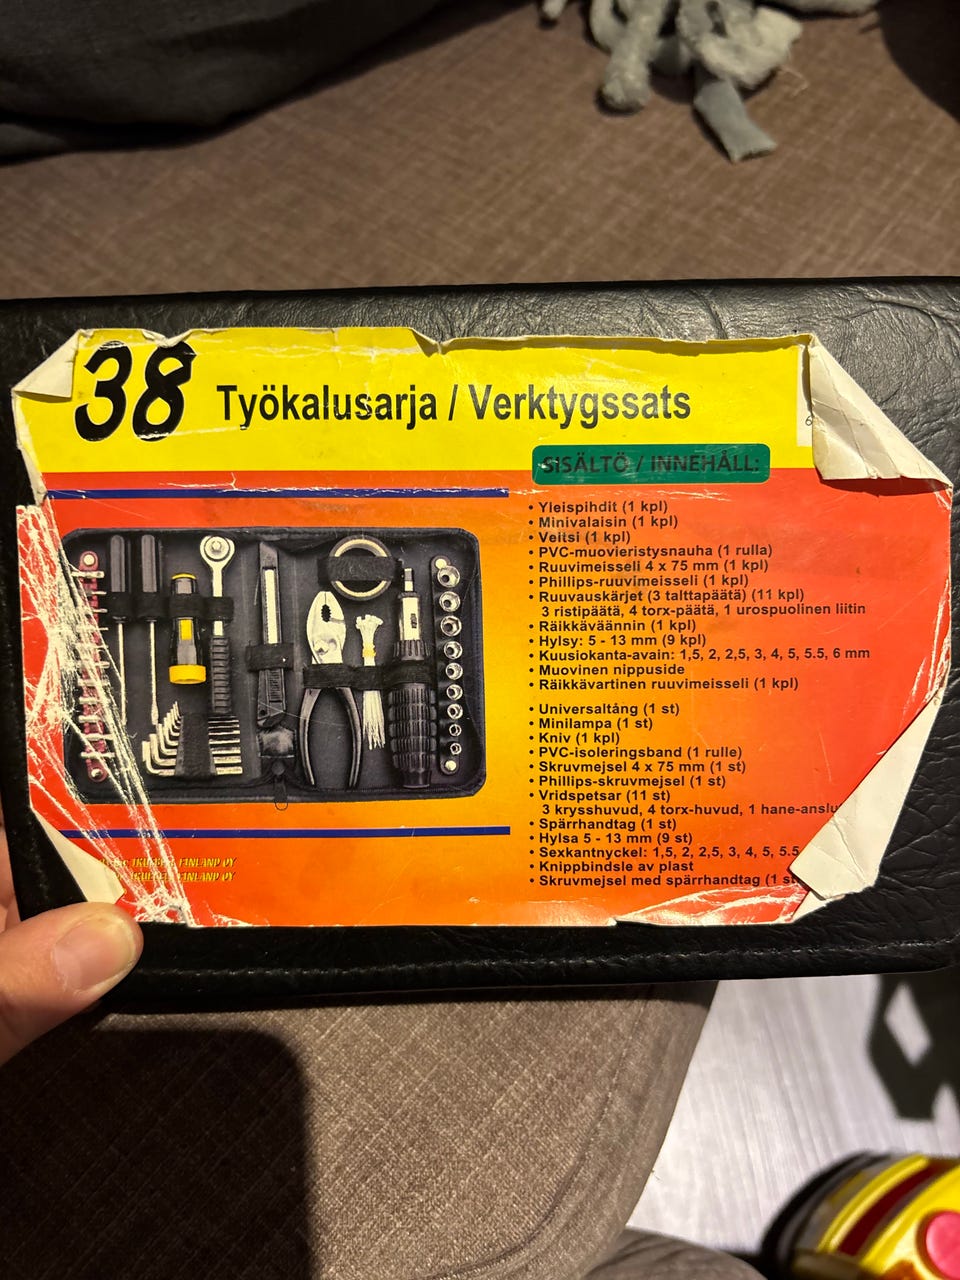 38
Työkalusarja / Verktygssats
6
SISÄLTÖ / INNEHÅLL:
• Yleispihdit (1 kpl)
• Minivalaisin (1 kpl)
• Veitsi (1 kpl)
• PVC-muovieristysnauha (1 rulla)
• Ruuvimeisseli 4 x 75 mm (1 kpl)
• Phillips-ruuvimeisseli (1 kpl)
• Ruuvauskärjet (3 talttapäätä) (11 kpl)
3 ristipäätä, 4 torx-päätä, 1 urospuolinen liitin
• Räikkäväännin (1 kpl)
• Hylsy: 5 - 13 mm (9 kpl)
• Kuusiokanta-avain: 1,5, 2, 2,5, 3, 4, 5, 5.5, 6 mm
• Muovinen nippuside
• Räikkävartinen ruuvimeisseli (1 kpl)
• Universaltång (1 st)
• Minilampa (1 st)
• Kniv (1 kpl)
• PVC-isoleringsband (1 rulle)
• Skruvmejsel 4 x 75 mm (1 st)
• Phillips-skruvmejsel (1 st)
• Vridspetsar (11 st)
3 krysshuvud, 4 torx-huvud, 1 hane-anslu
• Spärrhandtag (1 st)
• Hylsa 5 - 13 mm (9 st)
• Sexkantnyckel: 1,5, 2, 2,5, 3, 4, 5, 5.5
• Knippbindsle av plast
• Skruvmejsel med spärrhandtag (1 st
FINLAND OY
FINLAND OY